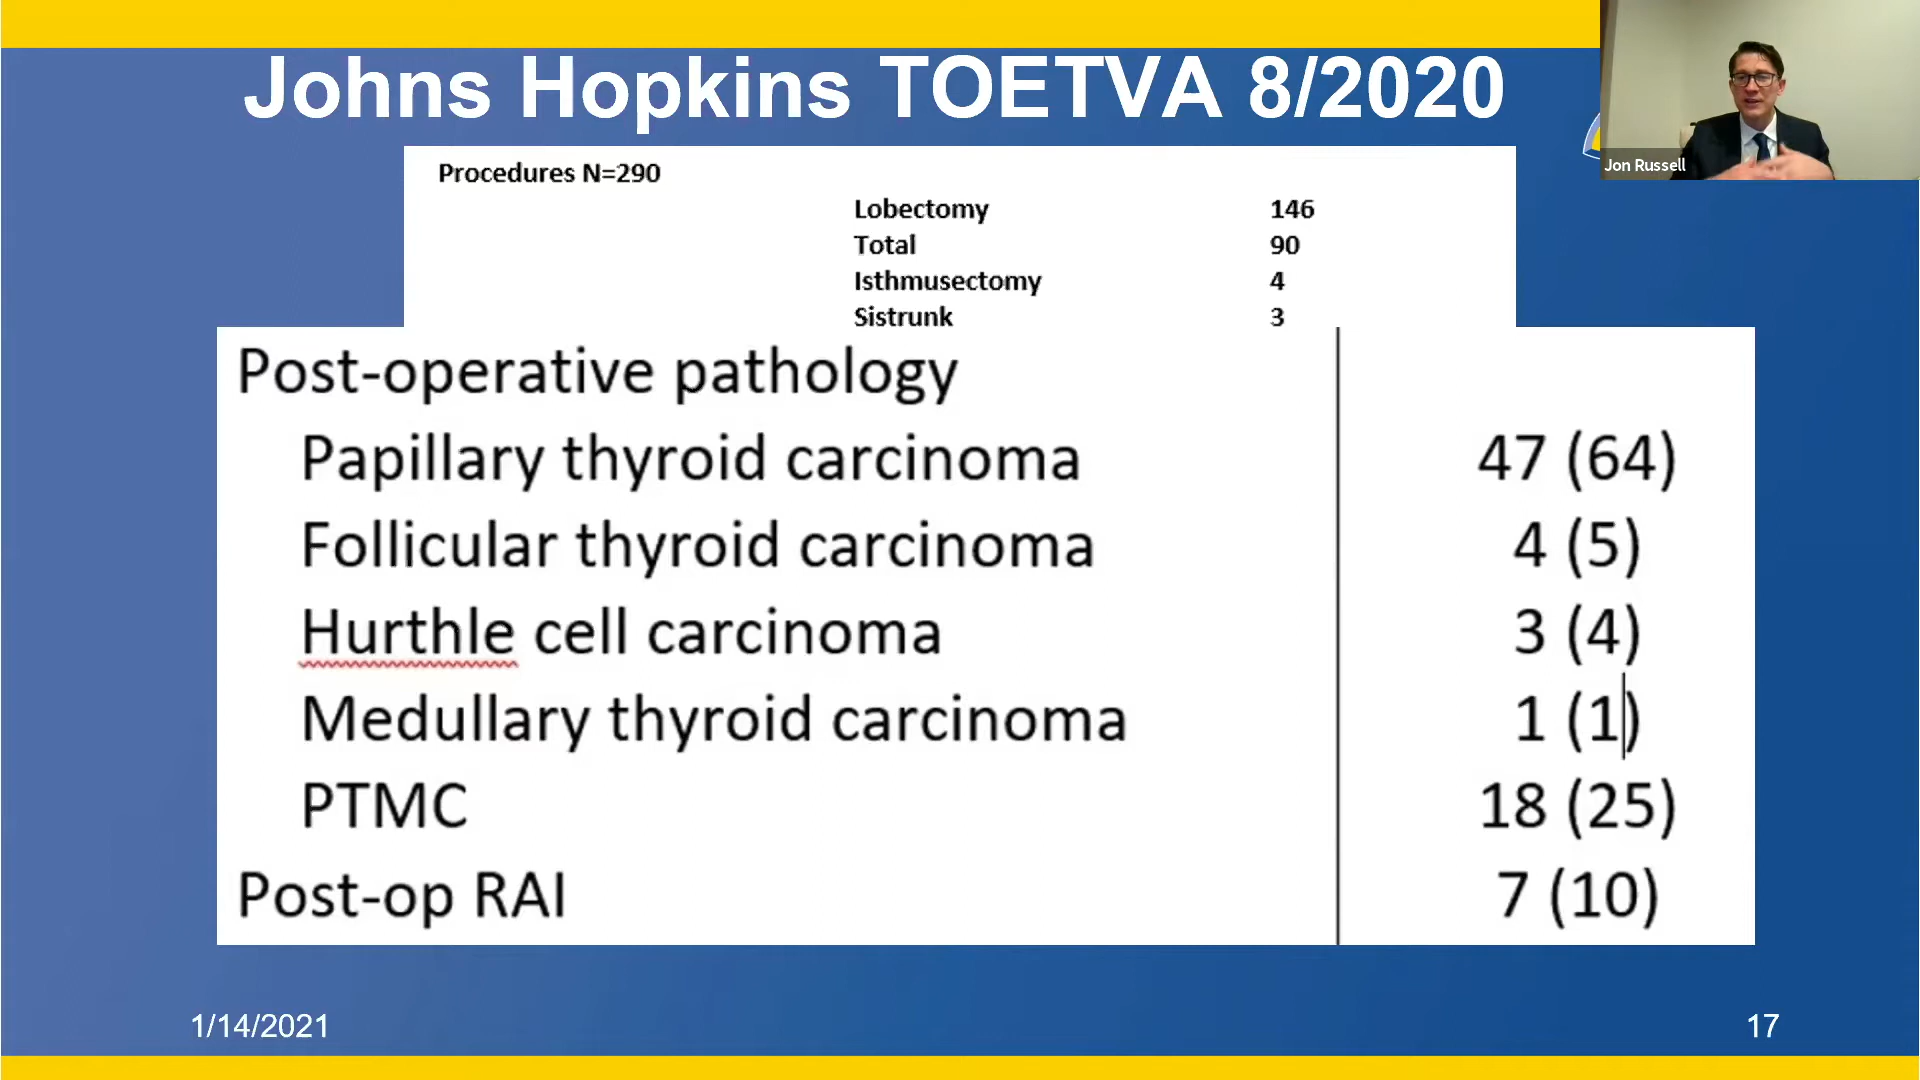 Johns Hopkins TOETVA 8/2020
Jon Russell
Procedures N=290
Lobectomy 146
Total 90
Isthmusectomy 4
Sistrunk 3
Post-operative pathology
Papillary thyroid carcinoma 47 (64)
Follicular thyroid carcinoma 4 (5)
Hurthle cell carcinoma 3 (4)
Medullary thyroid carcinoma 1 (1)
PTMC 18 (25)
Post-op RAI 7 (10)
1/14/2021 17